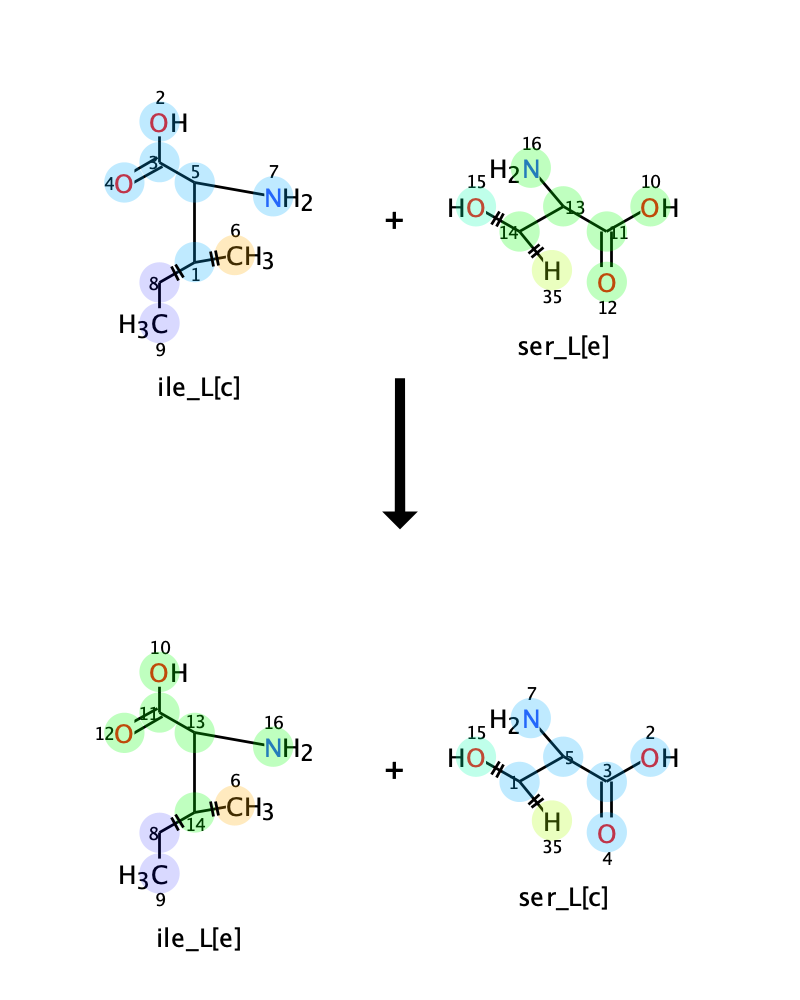 2
OH
3
5
7
4O
NH2
6
CH3
1
8
H3C
9
ile_L[c]
+
16
H2N
15
10
HO
13
OH
14
11
H
O
35
12
ser_L[e]
10
OH
11
13
16
12O
NH2
6
CH3
14
8
H3C
9
ile_L[e]
+
7
H2N
15
2
HO
5
OH
1
3
H
O
35
4
ser_L[c]